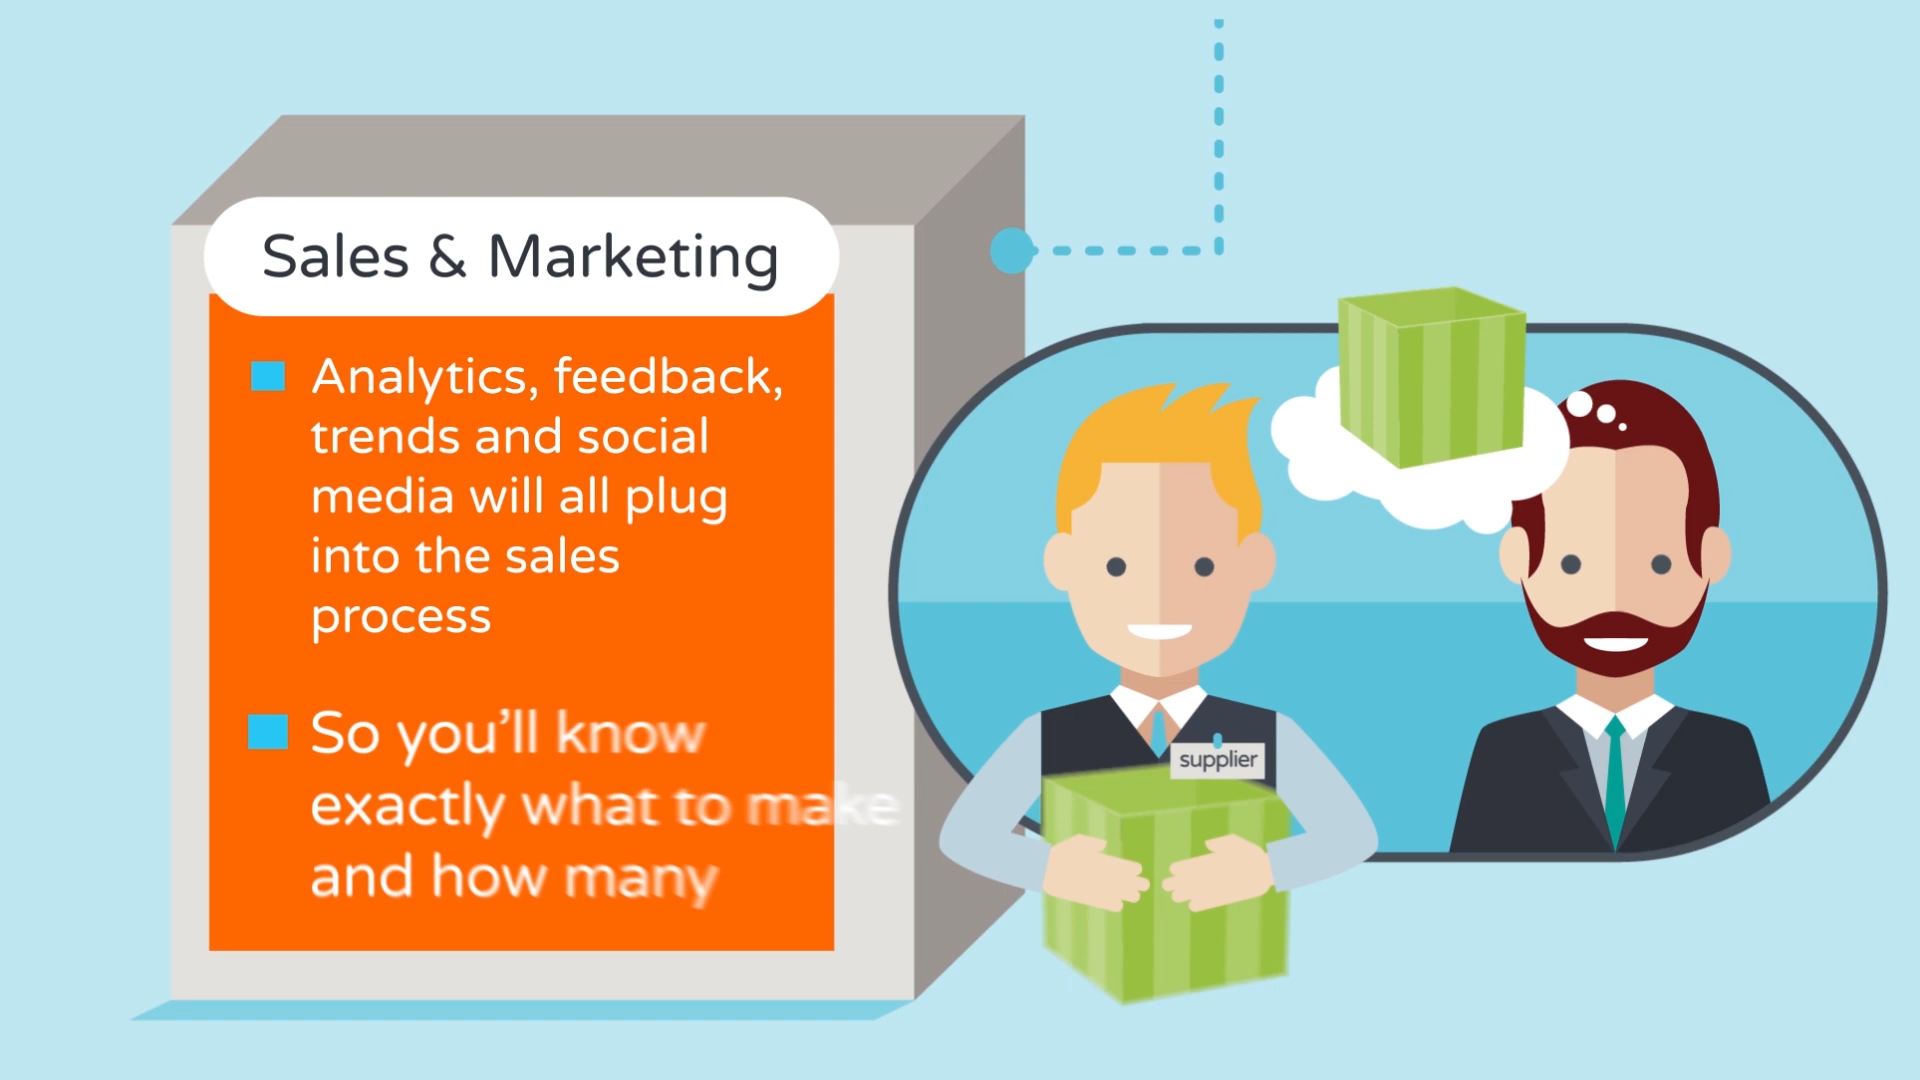 Sales & Marketing
Analytics, feedback,
trends and social
media will all plug
into the sales
process
So you’ll know
exactly what to make
and how many
supplier